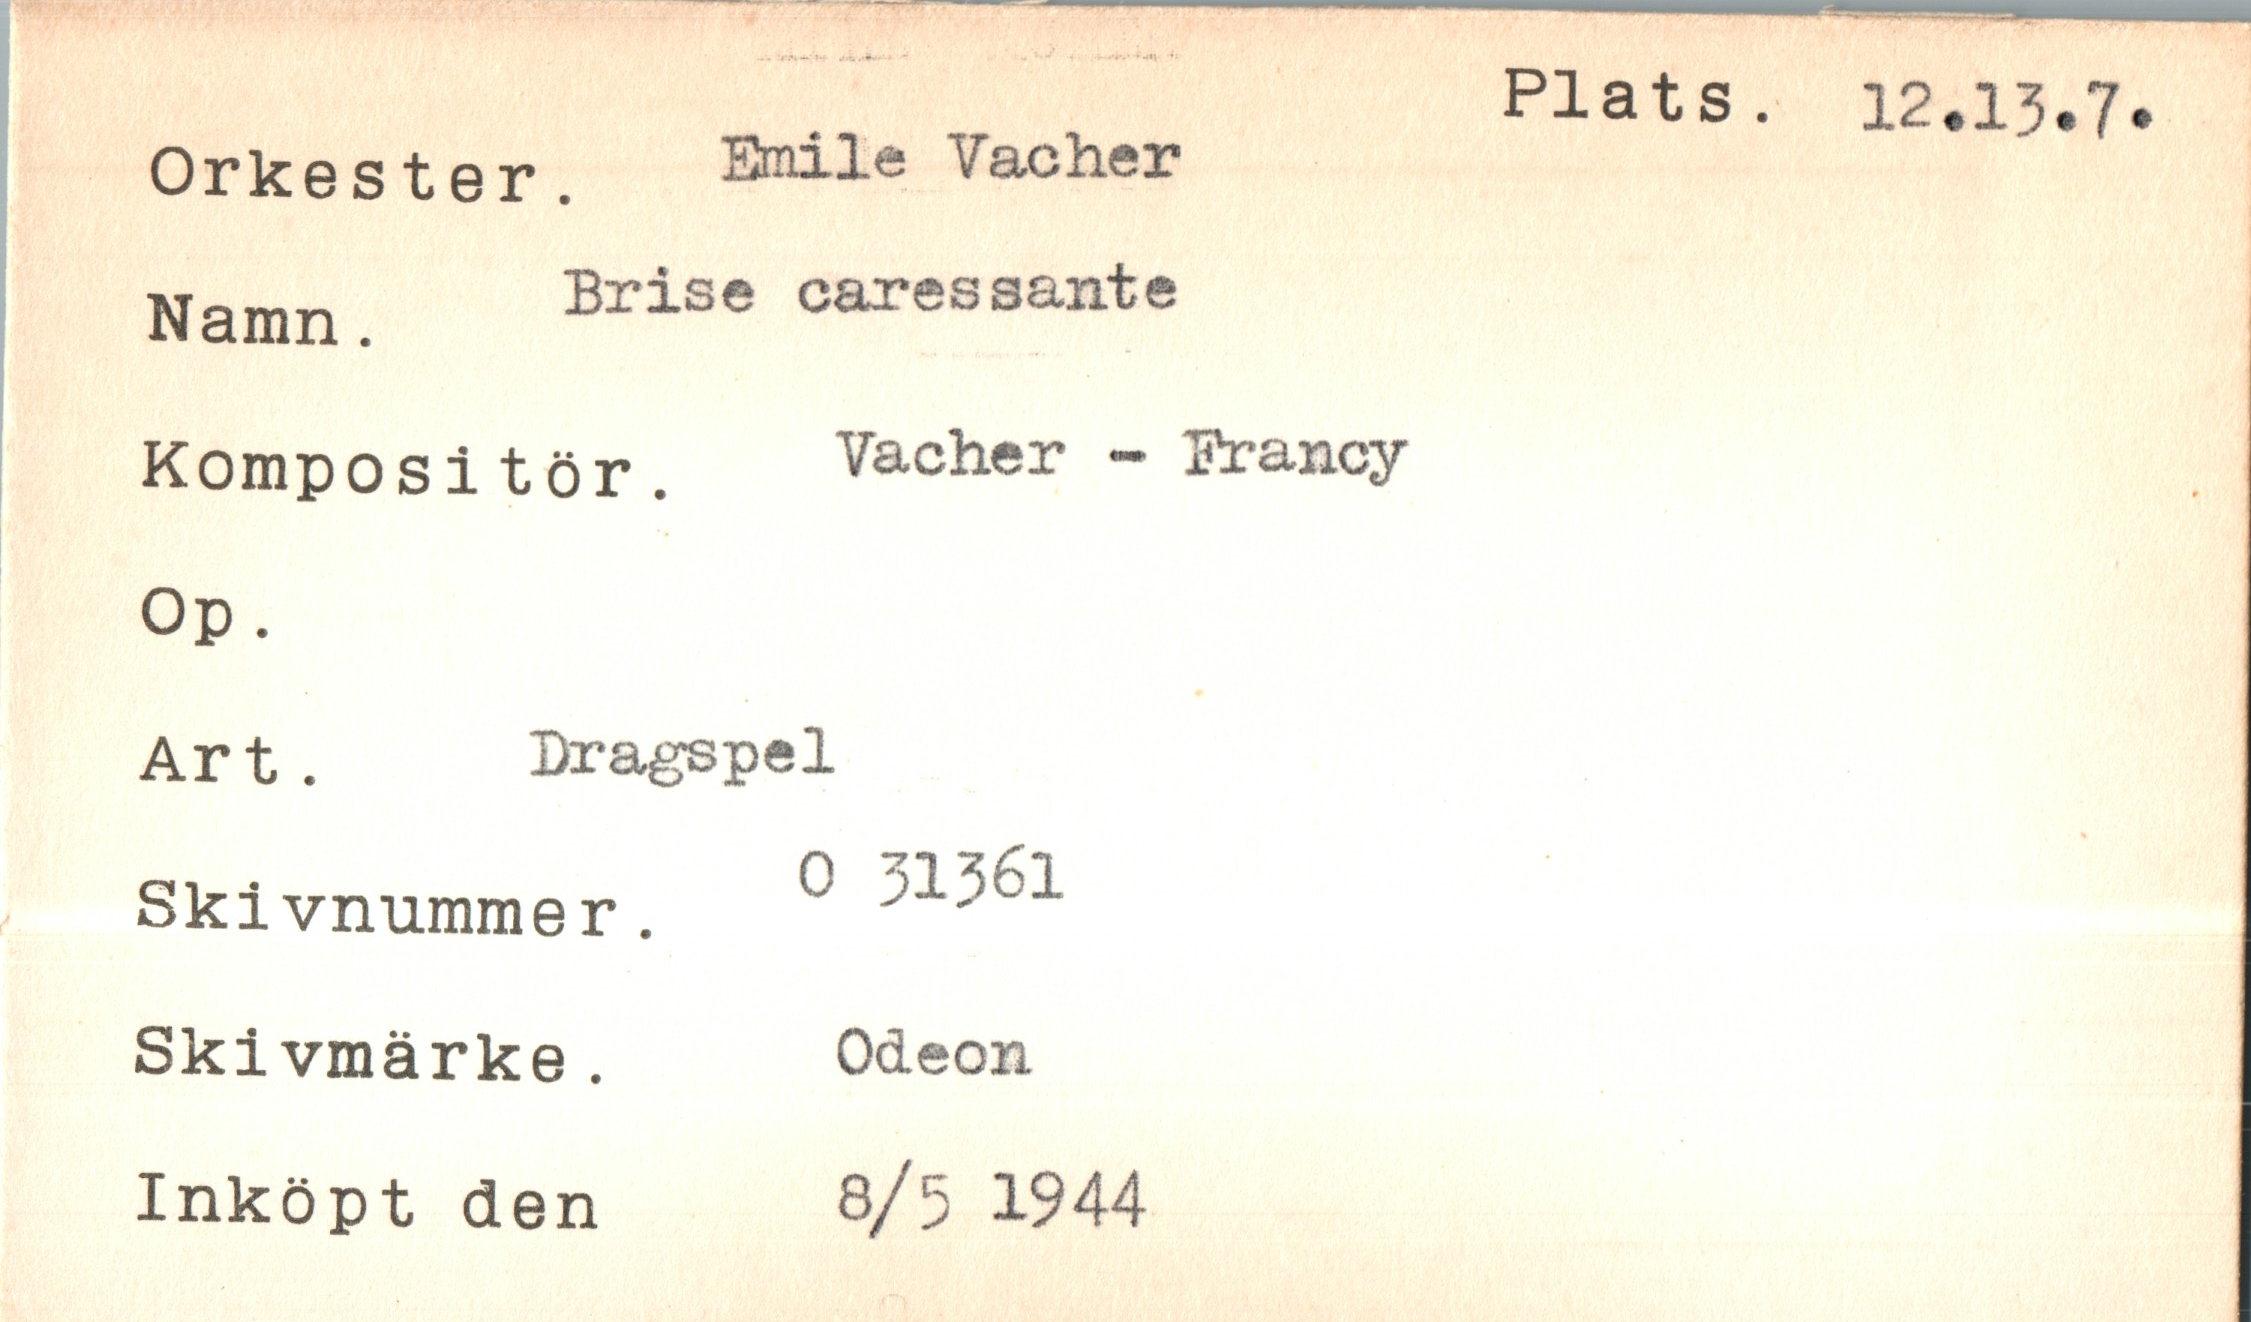 Plats. 12.13.7.
Orkester. Emile Vacher
Namn. Brise caressante
Kompositör. Vacher - Francy
Op.
Art. Dragspel
Skivnummer. O 31361
Skivmärke. Odeon
Inköpt den 8/5 1944